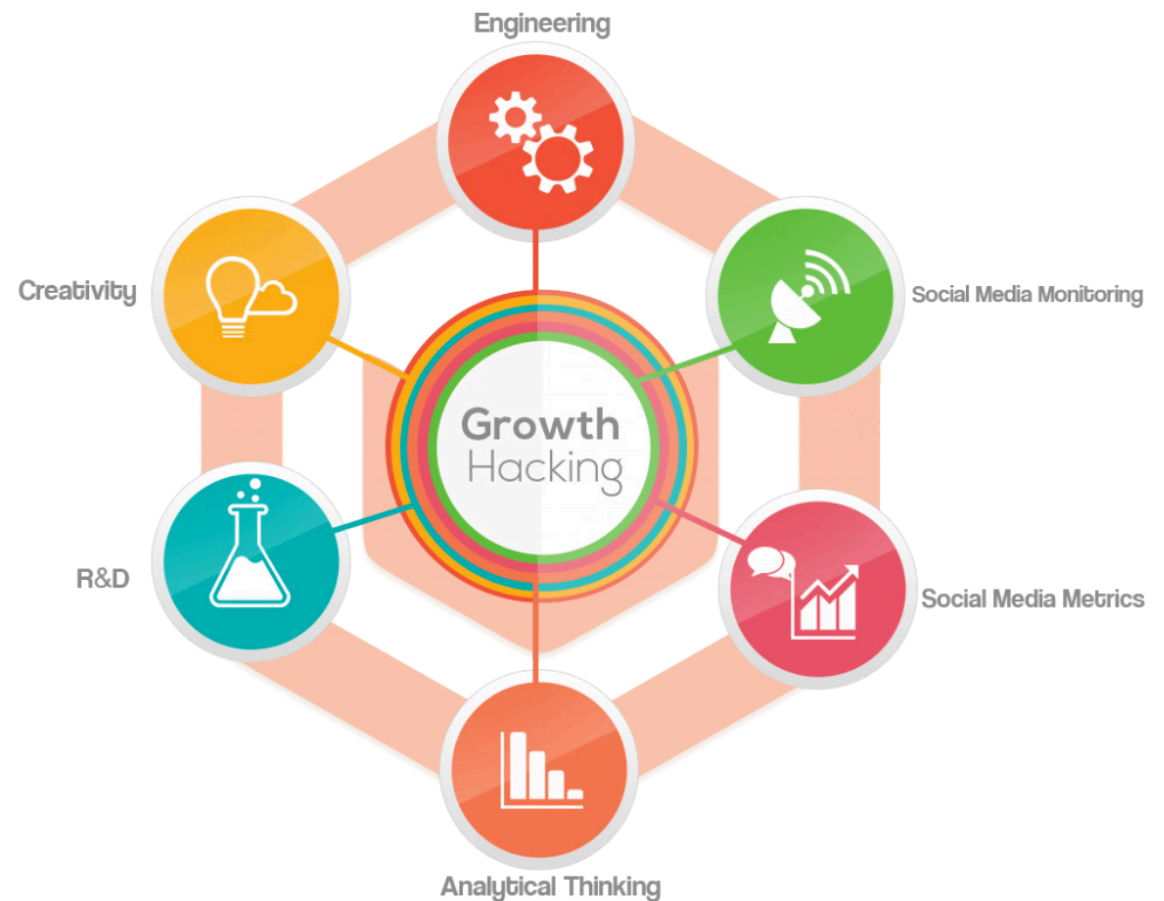 Engineering
Creativity
Social Media Monitoring
Growth
Hacking
R&D
Social Media Metrics
Analytical Thinking